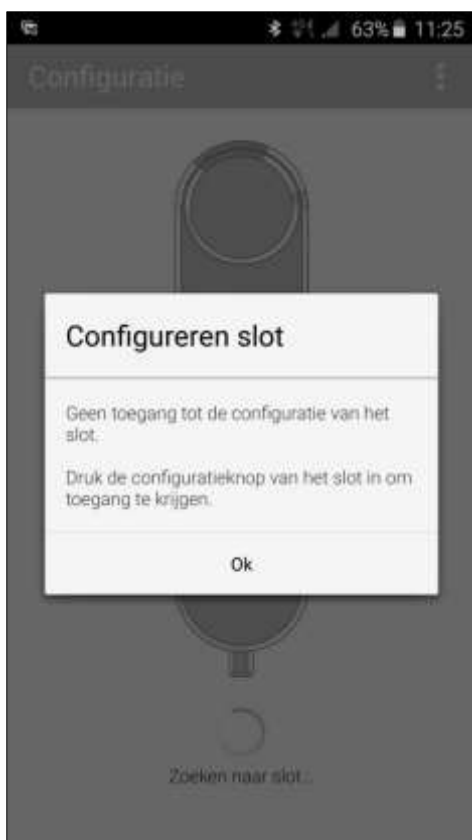 63% 11:25
Configuratie
Configureren slot
Geen toegang tot de configuratie van het
slot.
Druk de configuratieknop van het slot in om
toegang te krijgen.
Ok
Zoeken naar slot...